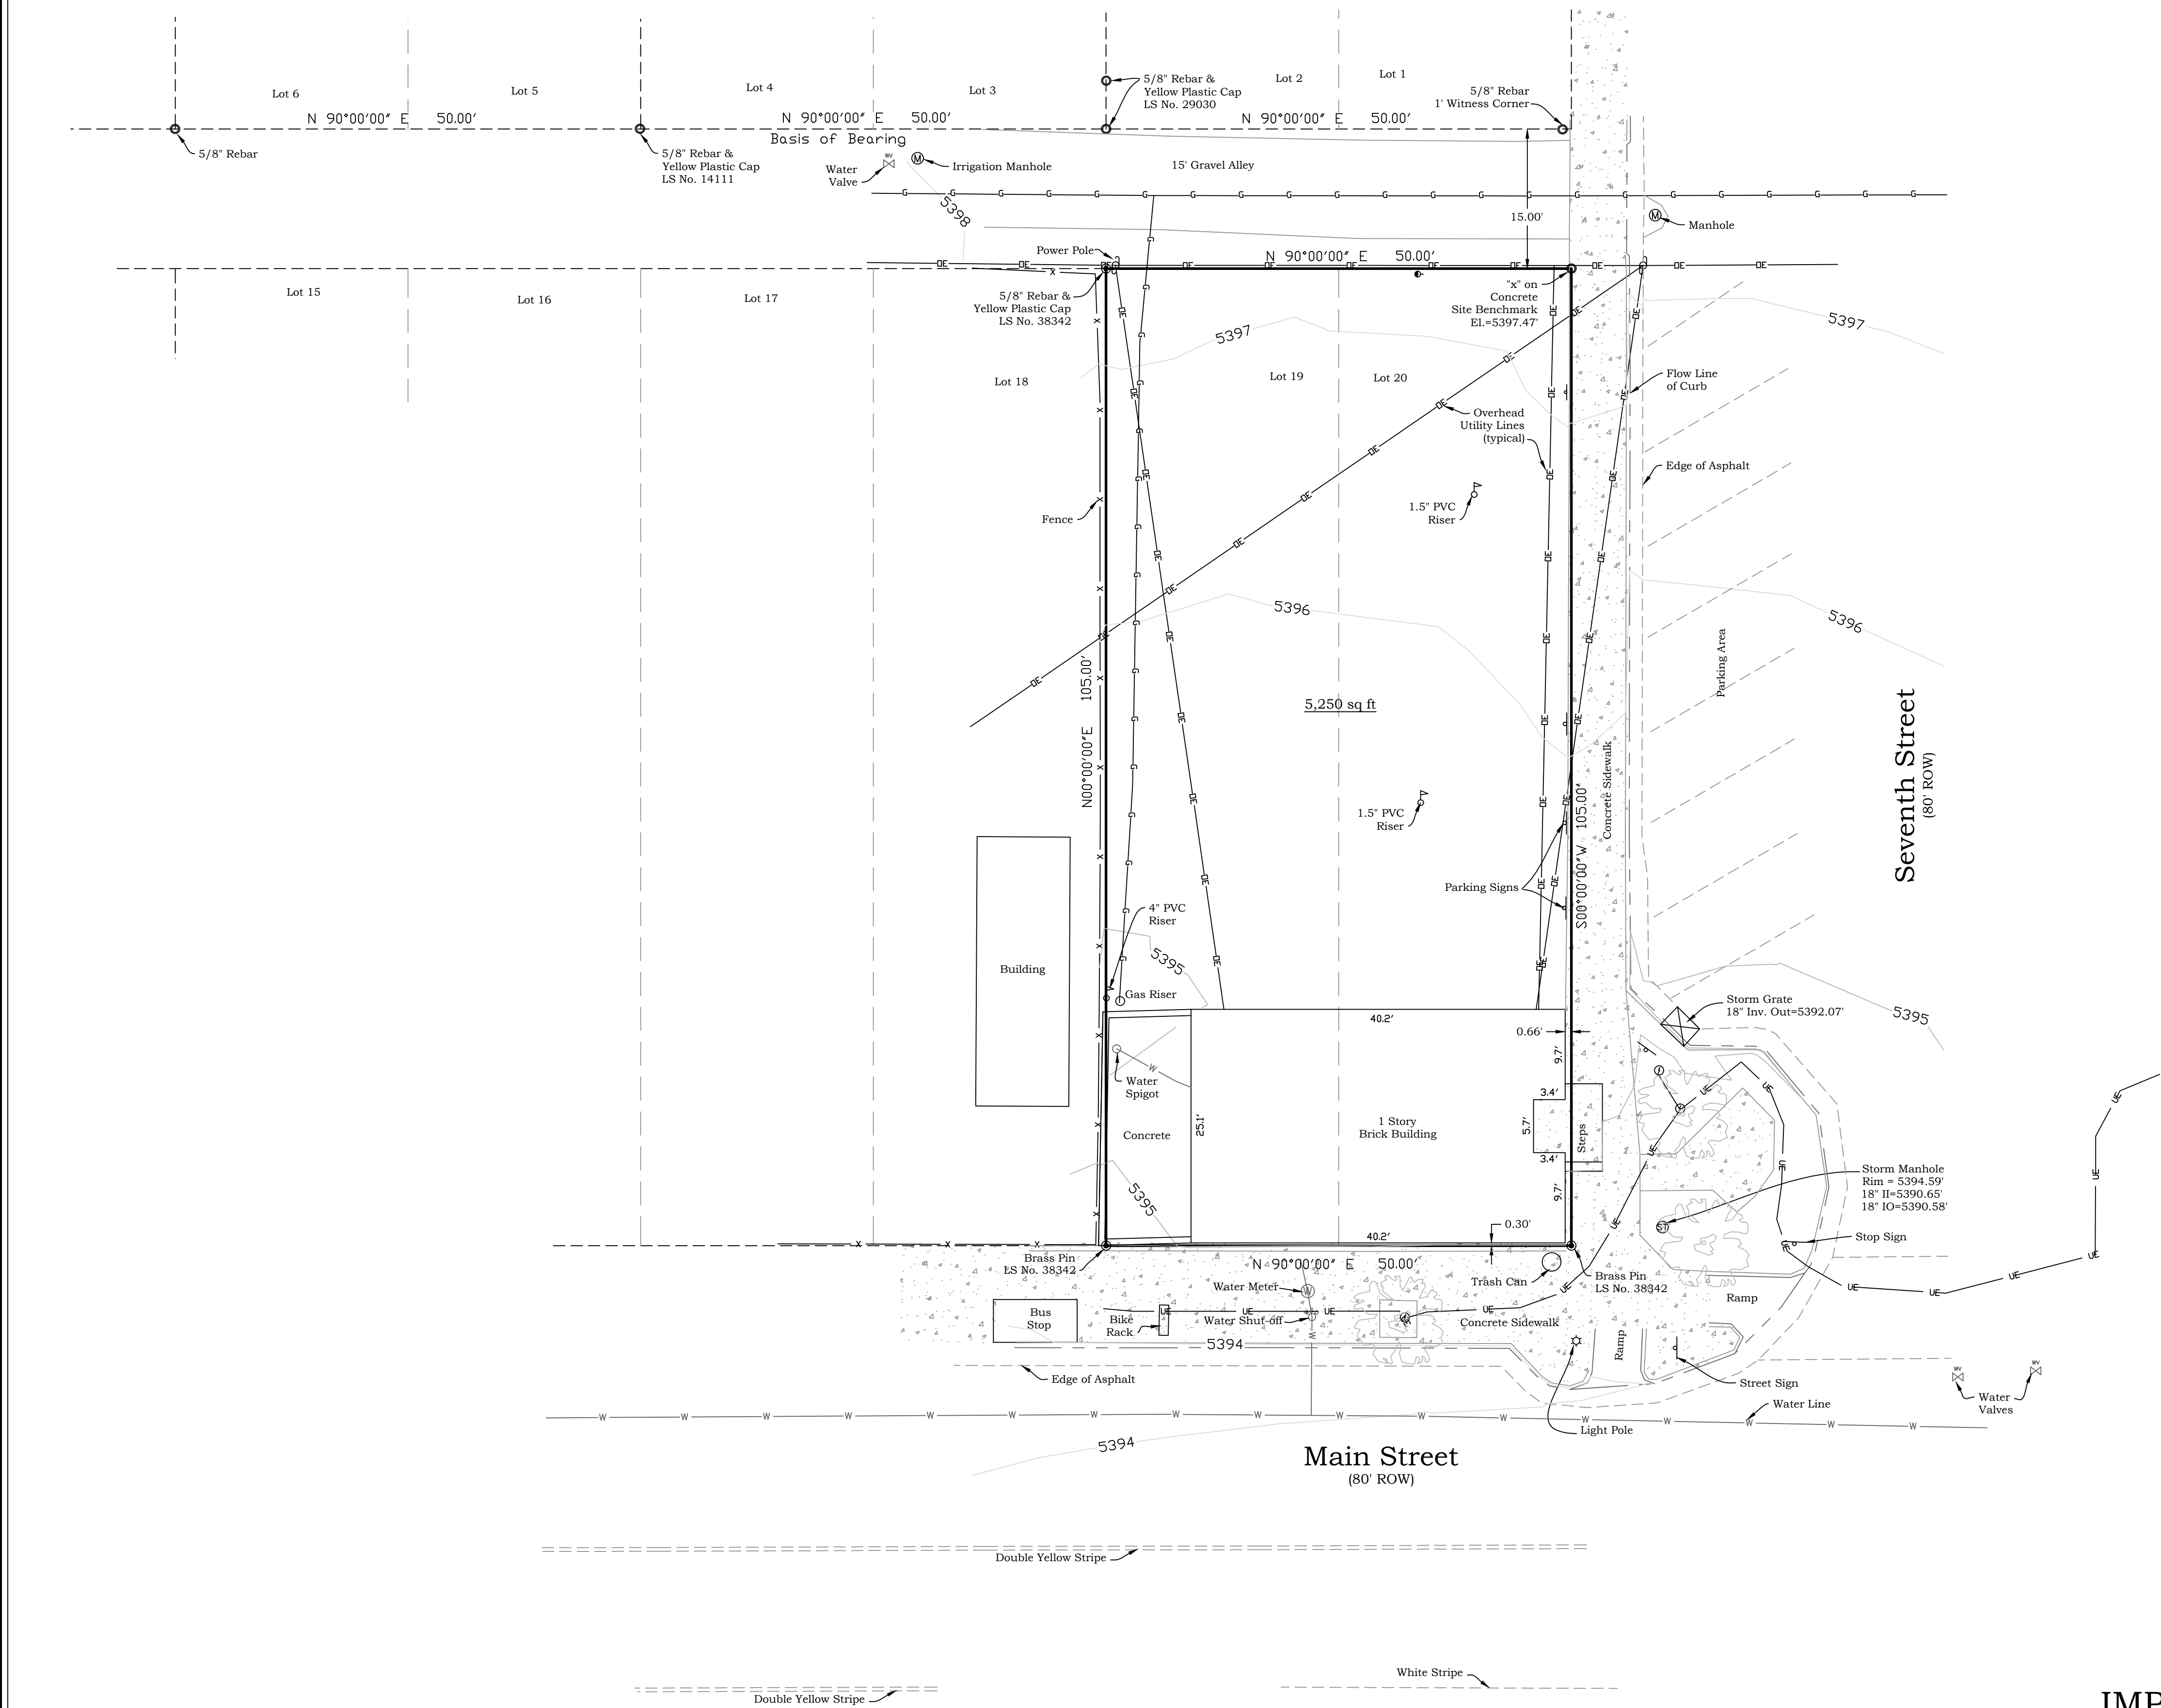 Lot 6
Lot 5
Lot 4
Lot 3
5/8" Rebar &
Yellow Plastic Cap
LS No. 29030
Lot 2
Lot 1
5/8" Rebar
1' Witness Corner
N 90°00'00" E 50.00'
N 90°00'00" E 50.00'
N 90°00'00" E 50.00'
Basis of Bearing
5/8" Rebar
5/8" Rebar &
Yellow Plastic Cap
LS No. 14111
WV
Water
Valve
M
Irrigation Manhole
15' Gravel Alley
5398
15.00'
M
Manhole
Power Pole
N 90°00'00" E 50.00'
Lot 15
Lot 16
Lot 17
5/8" Rebar &
Yellow Plastic Cap
LS No. 38342
"x" on
Concrete
Site Benchmark
El.=5397.47'
5397
5397
Lot 18
Lot 19
Lot 20
Flow Line
of Curb
Overhead
Utility Lines
(typical)
Edge of Asphalt
1.5" PVC
Riser
Fence
5396
5396
N00°00'00"E 105.00'
5,250 sq ft
Parking Area
Concrete Sidewalk
Seventh Street
(80' ROW)
1.5" PVC
Riser
S00°00'00"W 105.00'
Parking Signs
4" PVC
Riser
5395
Building
Gas Riser
Storm Grate
18" Inv. Out=5392.07'
5395
40.2'
0.66'
9.7'
Water
Spigot
W
3.4'
Concrete
25.1'
1 Story
Brick Building
5.7'
Steps
3.4'
9.7'
5395
Storm Manhole
Rim = 5394.59'
18" II=5390.65'
18" IO=5390.58'
ST
Stop Sign
0.30'
40.2'
Brass Pin
LS No. 38342
N 90°00'00" E 50.00'
Trash Can
Brass Pin
LS No. 38342
Ramp
Water Meter
W
Bus
Stop
Bike
Rack
Water Shut-off
Concrete Sidewalk
Ramp
5394
Edge of Asphalt
Street Sign
WV
WV
Water
Valves
Water Line
Light Pole
5394
Main Street
(80' ROW)
Double Yellow Stripe
White Stripe
Double Yellow Stripe